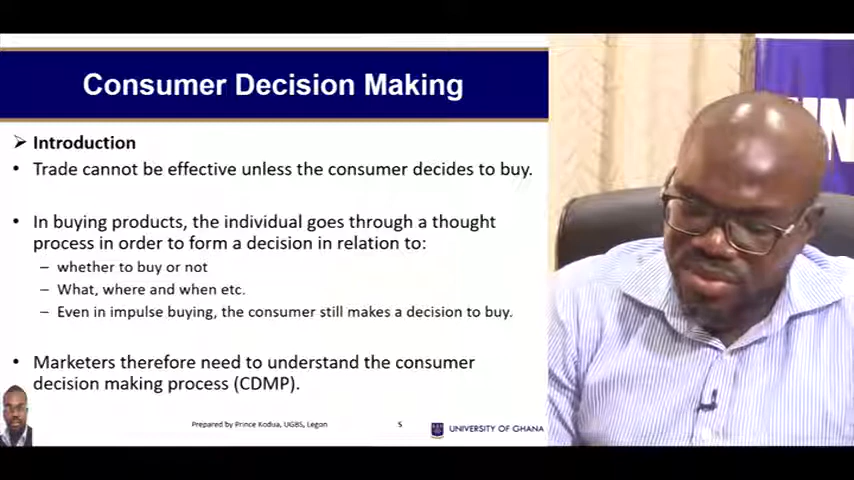 Consumer Decision Making
➢ Introduction
• Trade cannot be effective unless the consumer decides to buy.
• In buying products, the individual goes through a thought
process in order to form a decision in relation to:
– whether to buy or not
– What, where and when etc.
– Even in impulse buying, the consumer still makes a decision to buy.
• Marketers therefore need to understand the consumer
decision making process (CDMP).
Prepared by Prince Kodua, UGBS, Legon
5
UNIVERSITY OF GHANA